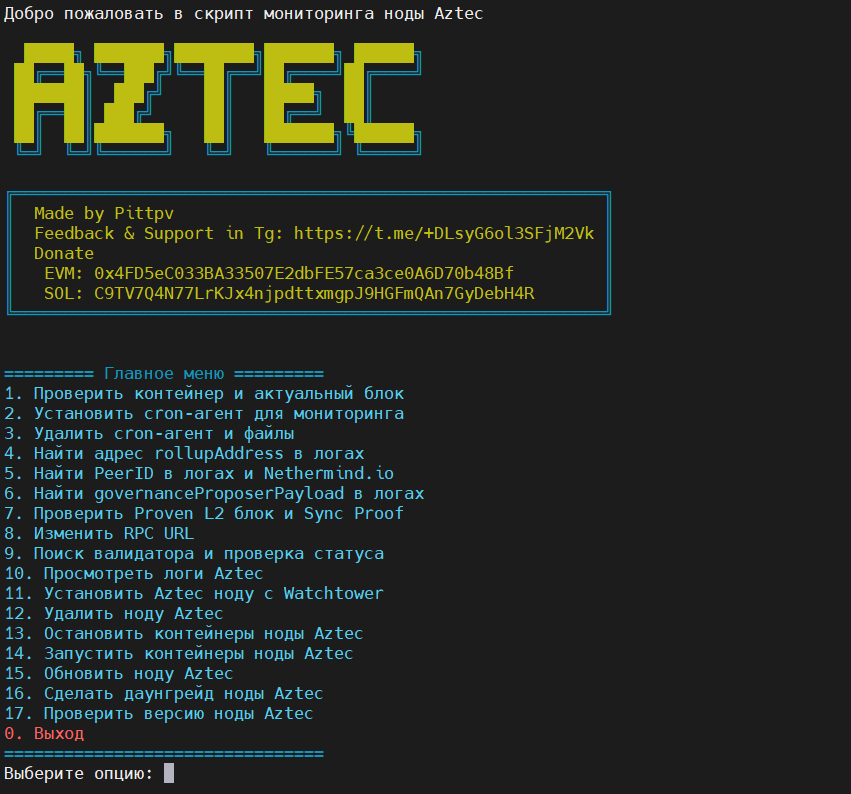 Добро пожаловать в скрипт мониторинга ноды Aztec
AZTEC
Made by Pittpv
Feedback & Support in Tg: https://t.me/+DLsyG6ol3SFjM2Vk
Donate
EVM: 0x4FD5eC033BA33507E2dbFE57ca3ce0A6D70b48Bf
SOL: C9TV7Q4N77LrKJx4njpdttxmgpJ9HGFmQAn7GyDebH4R
========= Главное меню =========
1. Проверить контейнер и актуальный блок
2. Установить cron-агент для мониторинга
3. Удалить cron-агент и файлы
4. Найти адрес rollupAddress в логах
5. Найти PeerID в логах и Nethermind.io
6. Найти governanceProposerPayload в логах
7. Проверить Proven L2 блок и Sync Proof
8. Изменить RPC URL
9. Поиск валидатора и проверка статуса
10. Просмотреть логи Aztec
11. Установить Aztec ноду с Watchtower
12. Удалить ноду Aztec
13. Остановить контейнеры ноды Aztec
14. Запустить контейнеры ноды Aztec
15. Обновить ноду Aztec
16. Сделать даунгрейд ноды Aztec
17. Проверить версию ноды Aztec
0. Выход
================================
Выберите опцию: